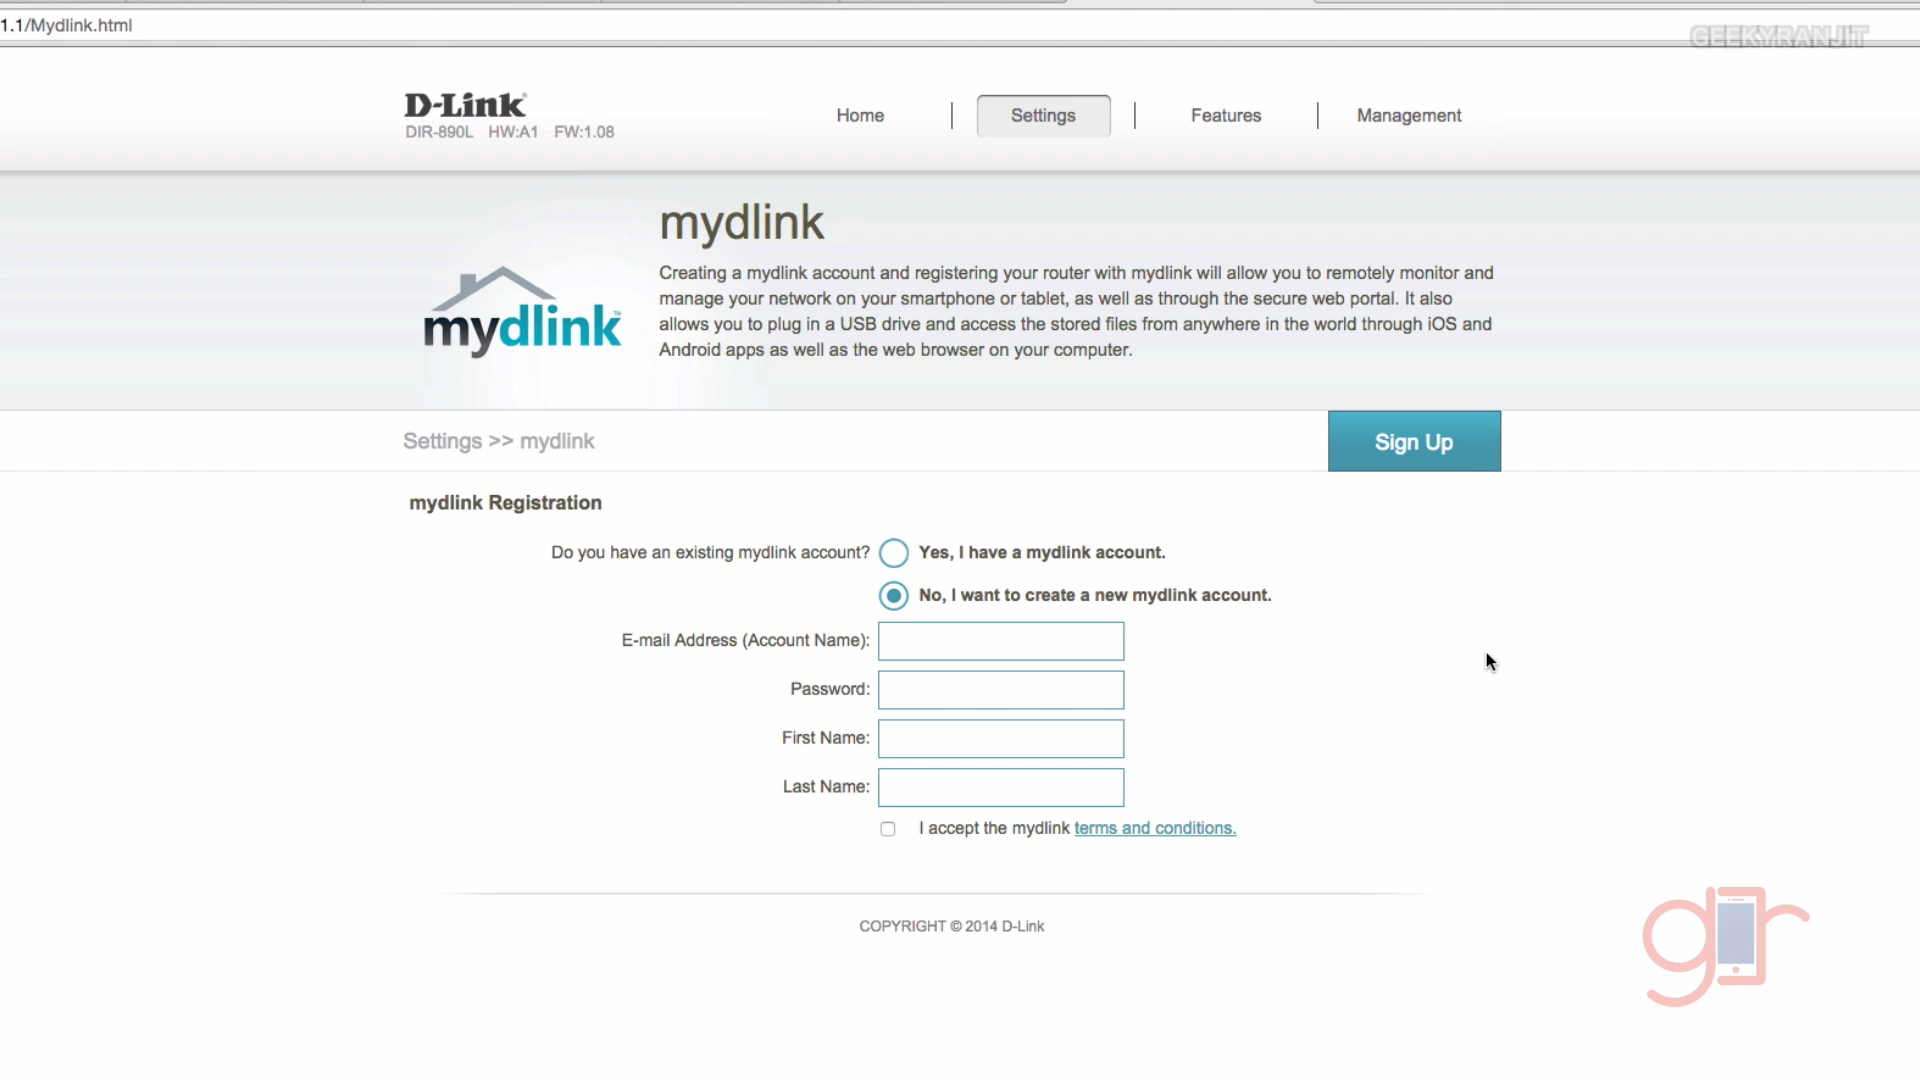 1.1/Mydlink.html
GEEKYRANJIT
D-Link®
DIR-890L HW:A1 FW:1.08
Home
Settings
Features
Management
mydlink
mydlink™
Creating a mydlink account and registering your router with mydlink will allow you to remotely monitor and
manage your network on your smartphone or tablet, as well as through the secure web portal. It also
allows you to plug in a USB drive and access the stored files from anywhere in the world through iOS and
Android apps as well as the web browser on your computer.
Settings >> mydlink
Sign Up
mydlink Registration
Do you have an existing mydlink account?
Yes, I have a mydlink account.
No, I want to create a new mydlink account.
E-mail Address (Account Name):
Password:
First Name:
Last Name:
I accept the mydlink terms and conditions.
COPYRIGHT © 2014 D-Link
gr